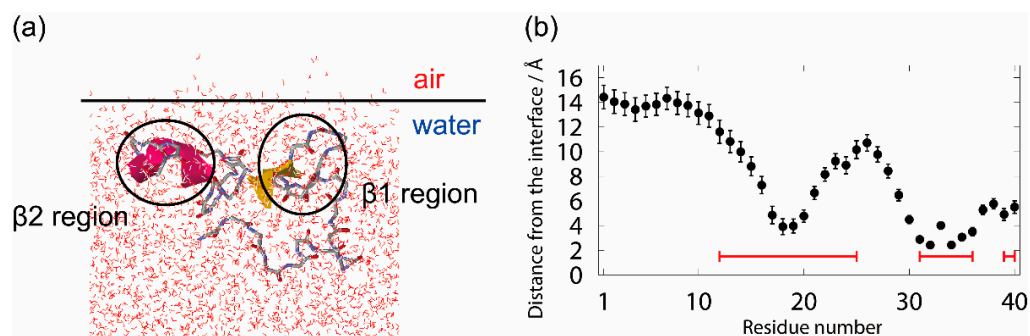 (a)
air
water
β2 region
β1 region
(b)
Distance from the interface / Å
16
14
12
10
8
6
4
2
0
1 10 20 30 40
Residue number